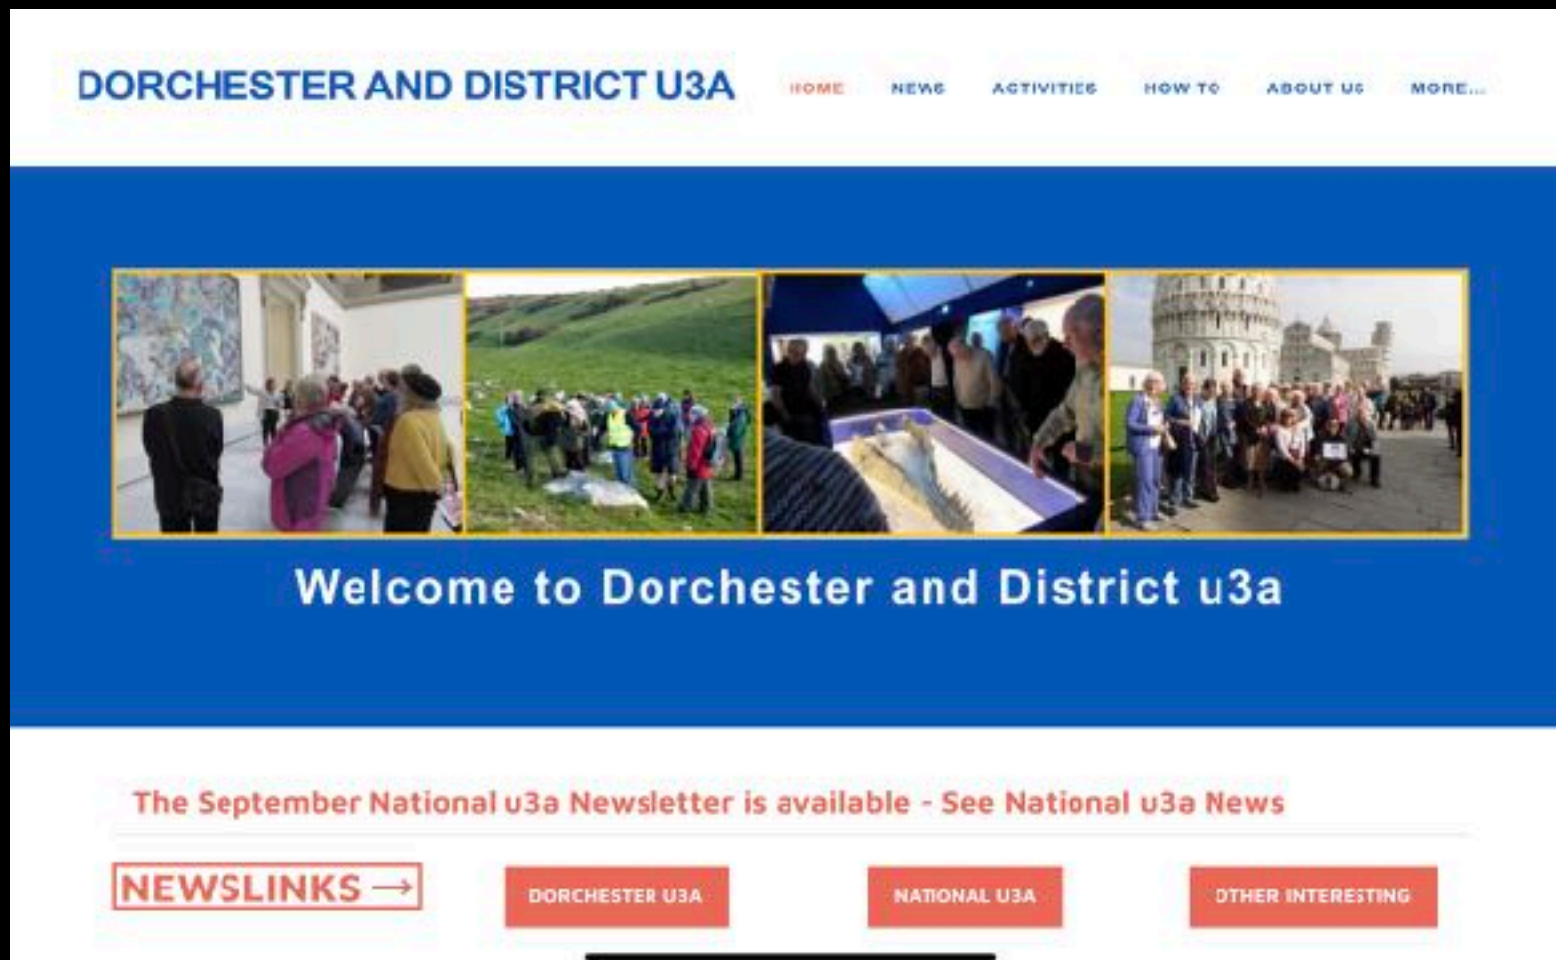 DORCHESTER AND DISTRICT U3A
HOME NEWS ACTIVITIES HOW TO ABOUT US MORE...
Welcome to Dorchester and District u3a
The September National u3a Newsletter is available - See National u3a News
NEWSLINKS →
DORCHESTER U3A
NATIONAL U3A
OTHER INTERESTING